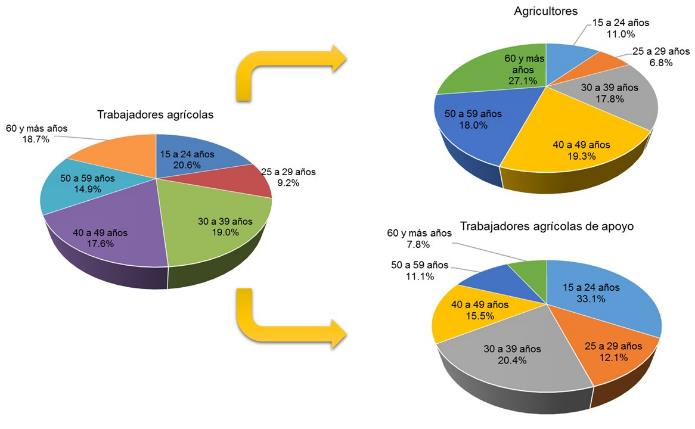 Trabajadores agrícolas
60 y más años
18.7%
15 a 24 años
20.6%
25 a 29 años
9.2%
50 a 59 años
14.9%
30 a 39 años
19.0%
40 a 49 años
17.6%
Agricultores
15 a 24 años
11.0%
25 a 29 años
6.8%
60 y más
años
27.1%
30 a 39 años
17.8%
50 a 59 años
18.0%
40 a 49 años
19.3%
Trabajadores agrícolas de apoyo
60 y más años
7.8%
50 a 59 años
11.1%
15 a 24 años
33.1%
40 a 49 años
15.5%
25 a 29 años
12.1%
30 a 39 años
20.4%